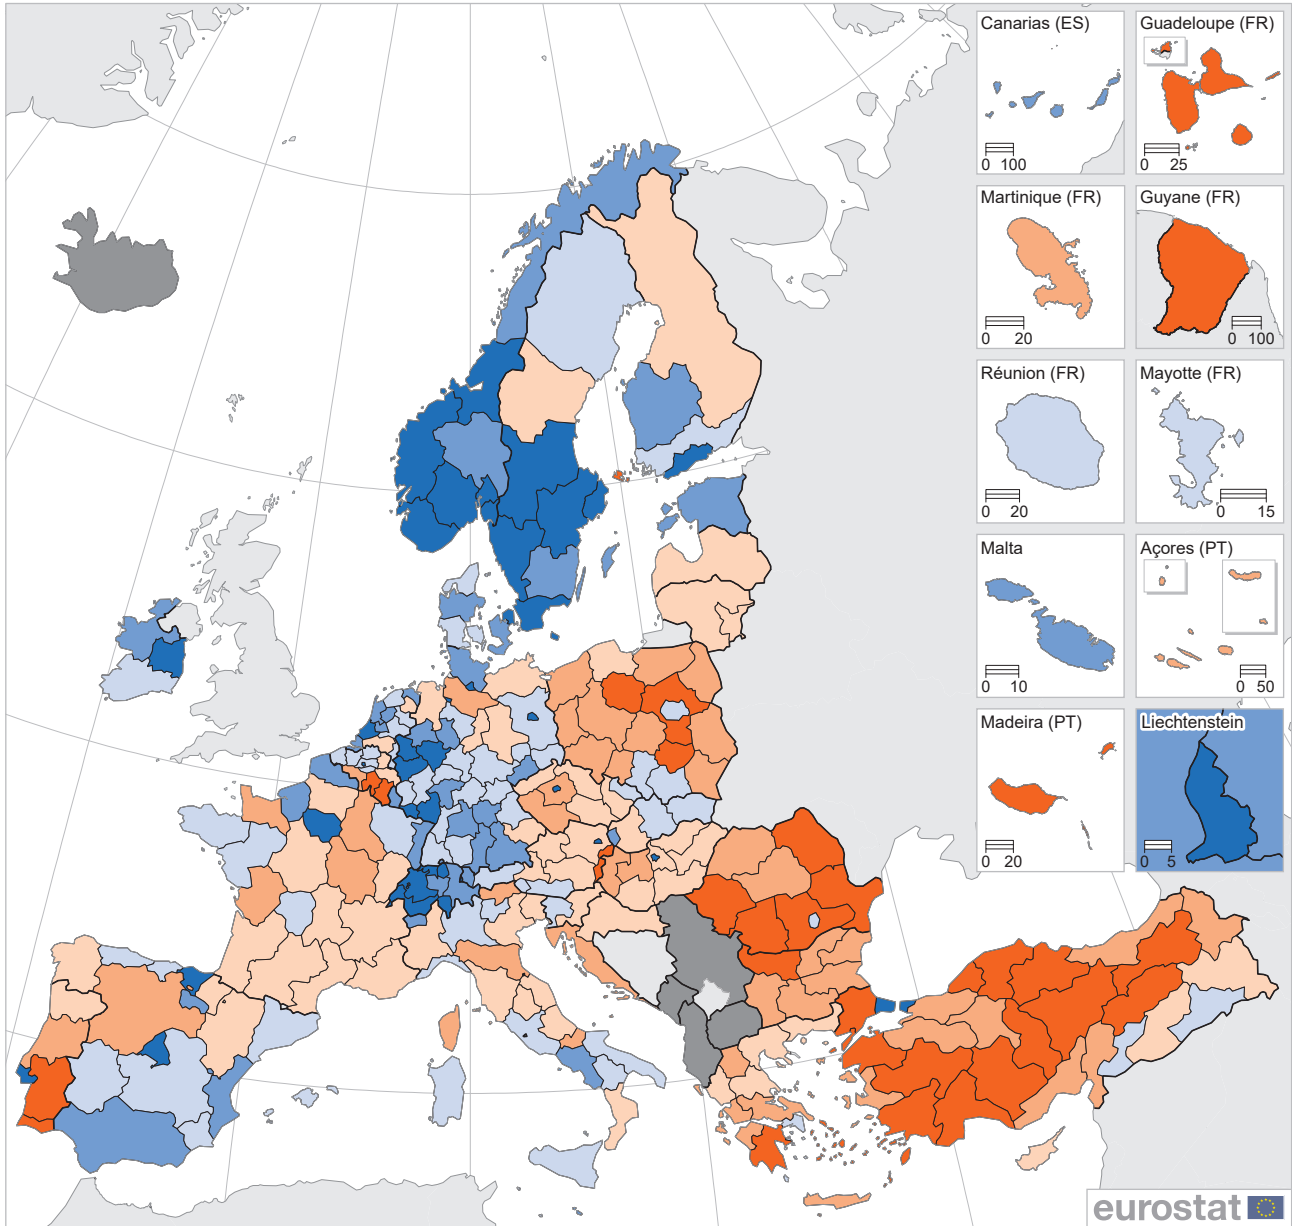 Canarias (ES)
0 100
Guadeloupe (FR)
0 25
Martinique (FR)
0 20
Guyane (FR)
0 100
Réunion (FR)
0 20
Mayotte (FR)
0 15
Malta
0 10
Açores (PT)
0 50
Madeira (PT)
0 20
Liechtenstein
0 5
eurostat